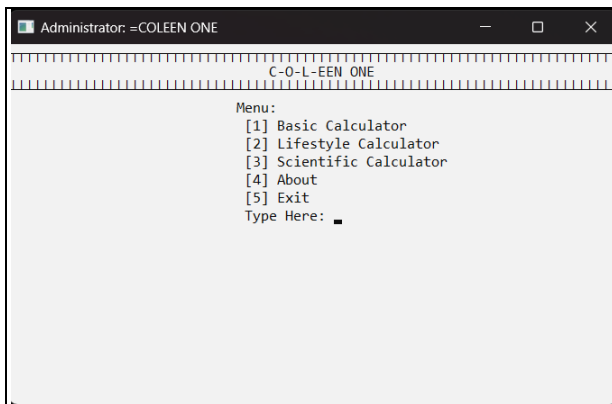 Administrator: =COLEEN ONE
C-O-L-EEN ONE
Menu:
[1] Basic Calculator
[2] Lifestyle Calculator
[3] Scientific Calculator
[4] About
[5] Exit
Type Here: